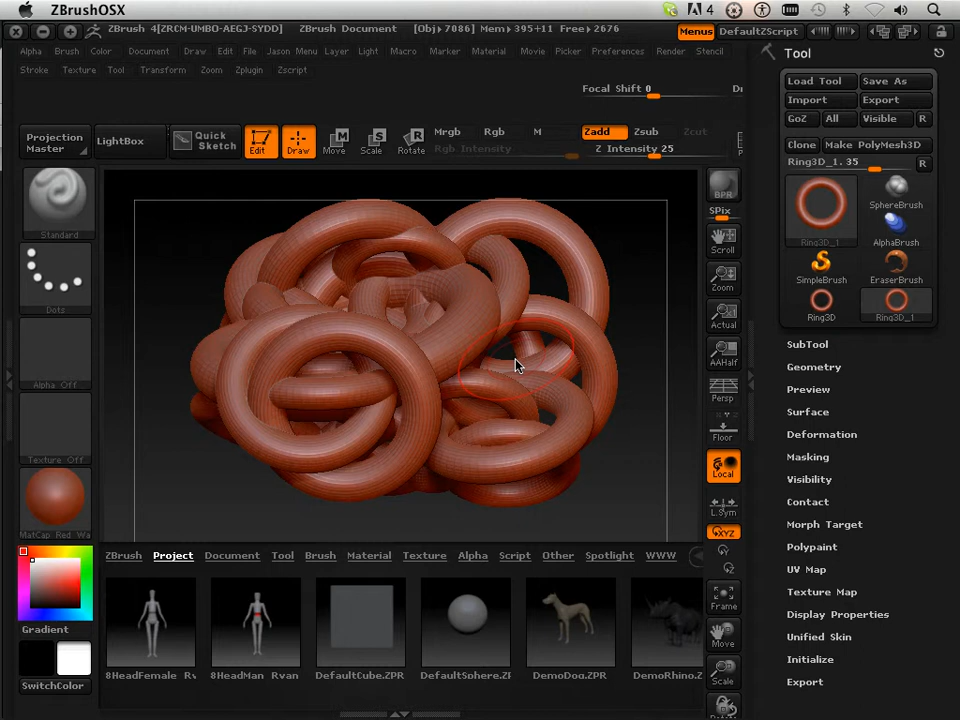 ZBrushOSX
4
ZBrush 4[ZRCM-UMBO-AEGJ-SYDD] ZBrush Document [Obj▸7086] Mem▸395+11 Free▸2676 Menus DefaultZScript
Alpha Brush Color Document Draw Edit File Jason Menu Layer Light Macro Marker Material Movie Picker Preferences Render Stencil
Stroke Texture Tool Transform Zoom Zplugin Zscript
Tool
Load Tool Save As
Import Export
GoZ All Visible R
Clone Make PolyMesh3D
Ring3D_1. 35 R
Ring3D_1
SphereBrush
AlphaBrush
SimpleBrush EraserBrush
Ring3D Ring3D_1
SubTool
Geometry
Preview
Surface
Deformation
Masking
Visibility
Contact
Morph Target
Polypaint
UV Map
Texture Map
Display Properties
Unified Skin
Initialize
Export
Focal Shift 0
Projection Master
LightBox
Quick Sketch
Edit Draw Move Scale Rotate
Mrgb Rgb M Zadd Zsub Zcut
Rgb Intensity Z Intensity 25
Standard
Dots
Alpha Off
Texture Off
MatCap Red Wa
Gradient
SwitchColor
BPR
SPix
Scroll
Zoom
Actual
AAHalf
Persp
Floor
Local
L.Sym
XYZ
Frame
Move
Scale
ZBrush Project Document Tool Brush Material Texture Alpha Script Other Spotlight WWW
8HeadFemale_Rv 8HeadMan_Rvan DefaultCube.ZPR DefaultSphere.Z DemoDog.ZPR DemoRhino.Z